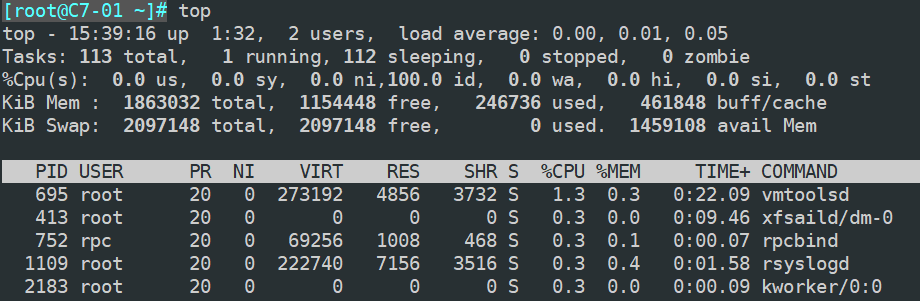 [root@C7-01 ~]# top
top - 15:39:16 up  1:32,  2 users,  load average: 0.00, 0.01, 0.05
Tasks: 113 total,   1 running, 112 sleeping,   0 stopped,   0 zombie
%Cpu(s):  0.0 us,  0.0 sy,  0.0 ni,100.0 id,  0.0 wa,  0.0 hi,  0.0 si,  0.0 st
KiB Mem :  1863032 total,  1154448 free,   246736 used,   461848 buff/cache
KiB Swap:  2097148 total,  2097148 free,        0 used.  1459108 avail Mem
PID USER      PR  NI    VIRT    RES    SHR S  %CPU %MEM     TIME+ COMMAND
695 root      20   0  273192   4856   3732 S   1.3  0.3   0:22.09 vmtoolsd
413 root      20   0       0      0      0 S   0.3  0.0   0:09.46 xfsaild/dm-0
752 rpc       20   0   69256   1008    468 S   0.3  0.1   0:00.07 rpcbind
1109 root      20   0  222740   7156   3516 S   0.3  0.4   0:01.58 rsyslogd
2183 root      20   0       0      0      0 S   0.3  0.0   0:00.09 kworker/0:0